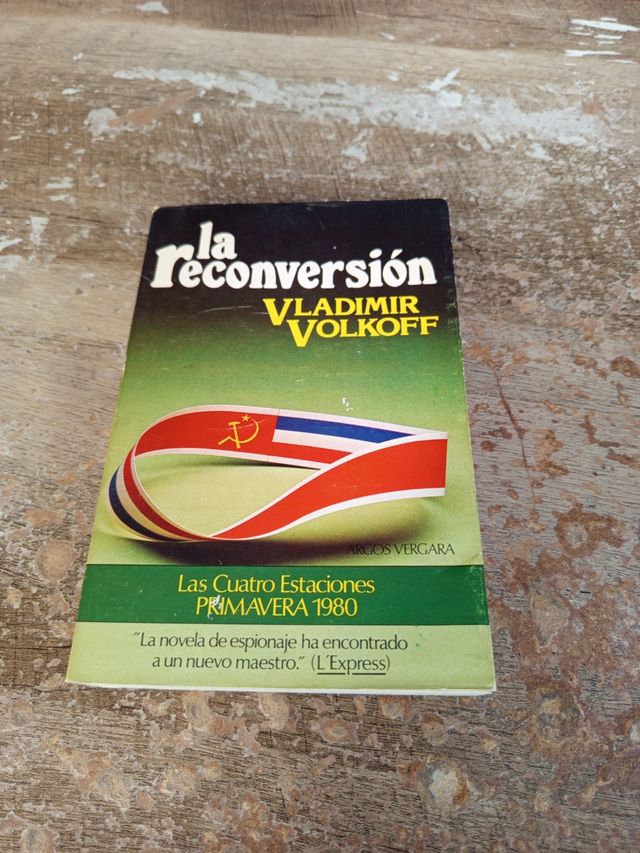 la
reconversión
VLADIMIR
VOLKOFF
ARGOS VERGARA
Las Cuatro Estaciones
PRIMAVERA 1980
"La novela de espionaje ha encontrado
a un nuevo maestro." (L'Express)